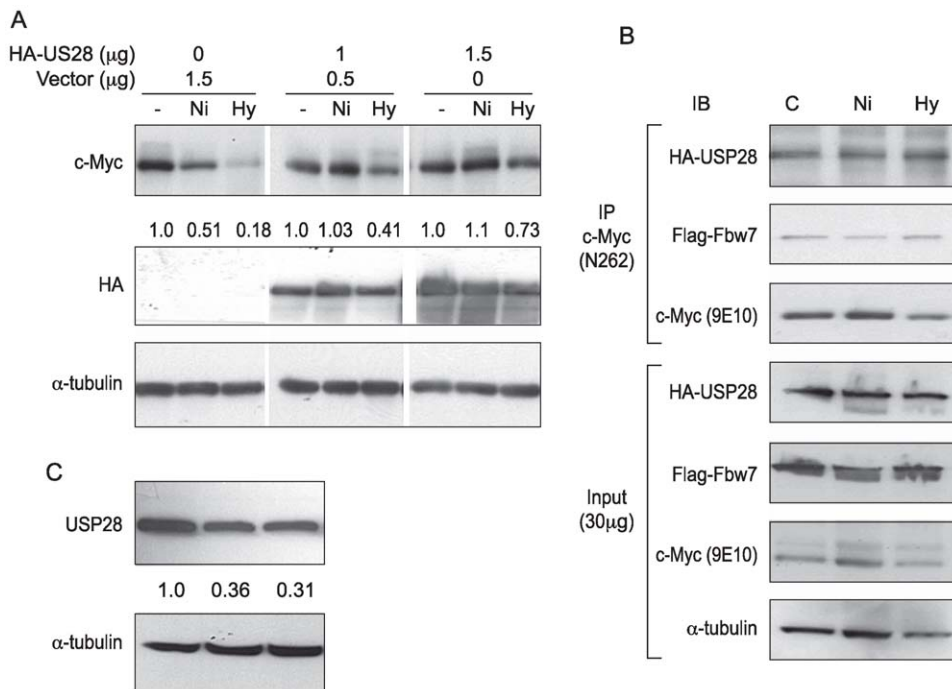 A
HA-US28 (μg) 0 1 1.5
Vector (μg) 1.5 0.5 0
- Ni Hy - Ni Hy - Ni Hy
c-Myc
1.0 0.51 0.18 1.0 1.03 0.41 1.0 1.1 0.73
HA
α-tubulin
B
IB C Ni Hy
IP
c-Myc
(N262)
HA-USP28
Flag-Fbw7
c-Myc (9E10)
Input
(30μg)
HA-USP28
Flag-Fbw7
c-Myc (9E10)
α-tubulin
C
USP28
1.0 0.36 0.31
α-tubulin